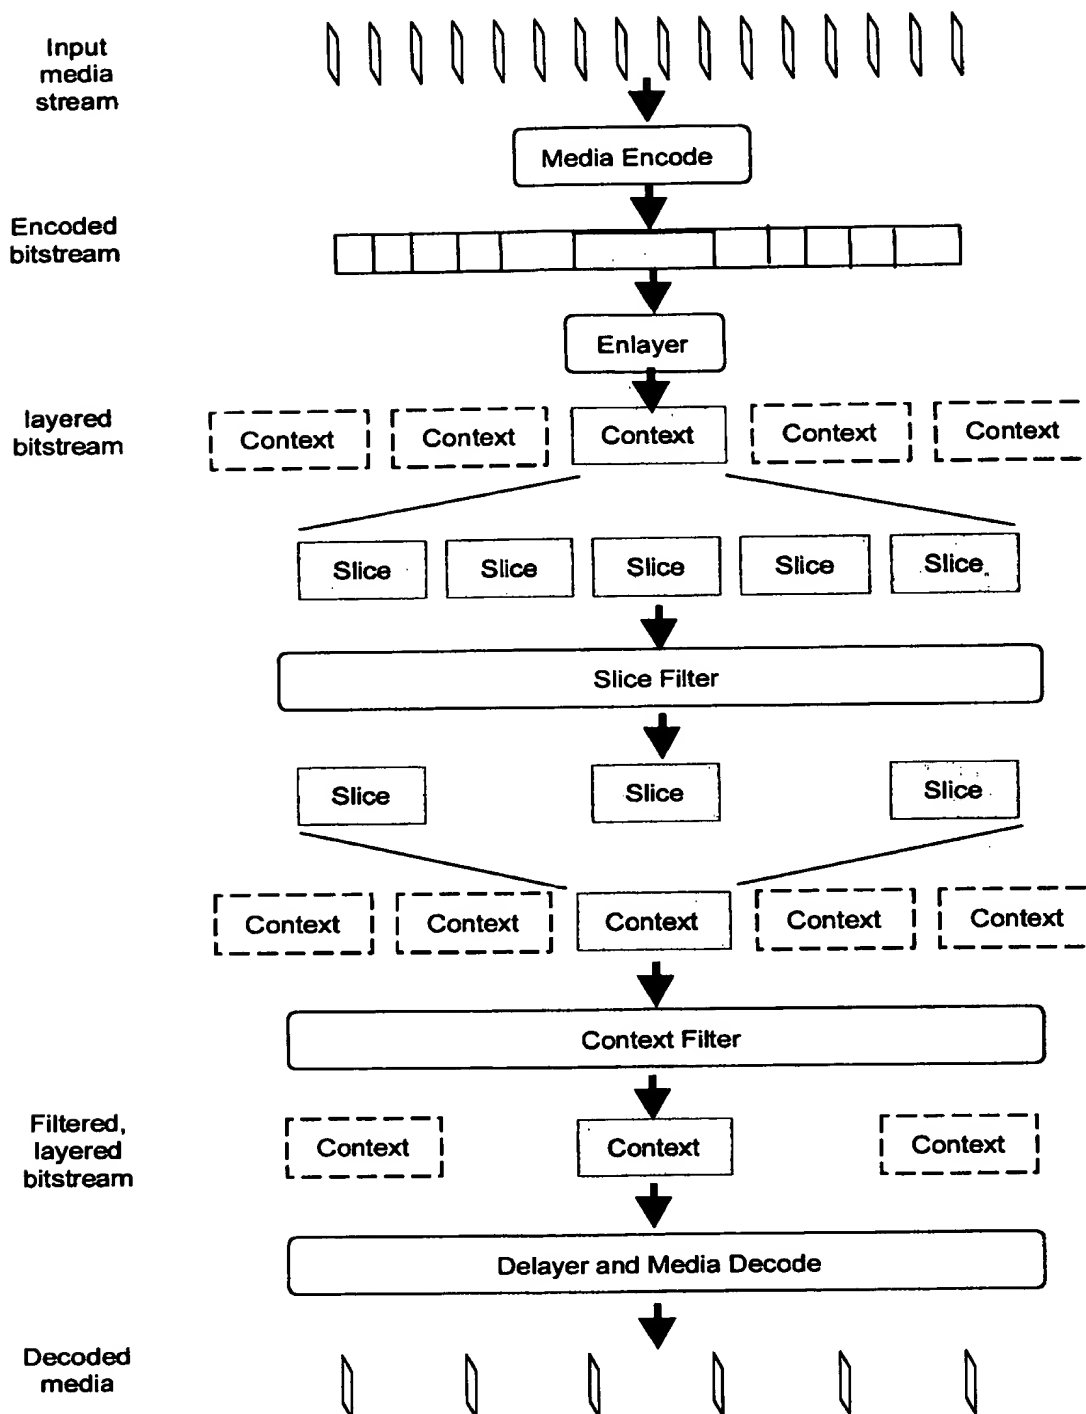 Input
media
stream
Media Encode
Encoded
bitstream
Enlayer
layered
bitstream
Context Context Context Context Context
Slice Slice Slice Slice Slice
Slice Filter
Slice Slice Slice
Context Context Context Context Context
Context Filter
Filtered,
layered
bitstream
Context Context Context
Delayer and Media Decode
Decoded
media